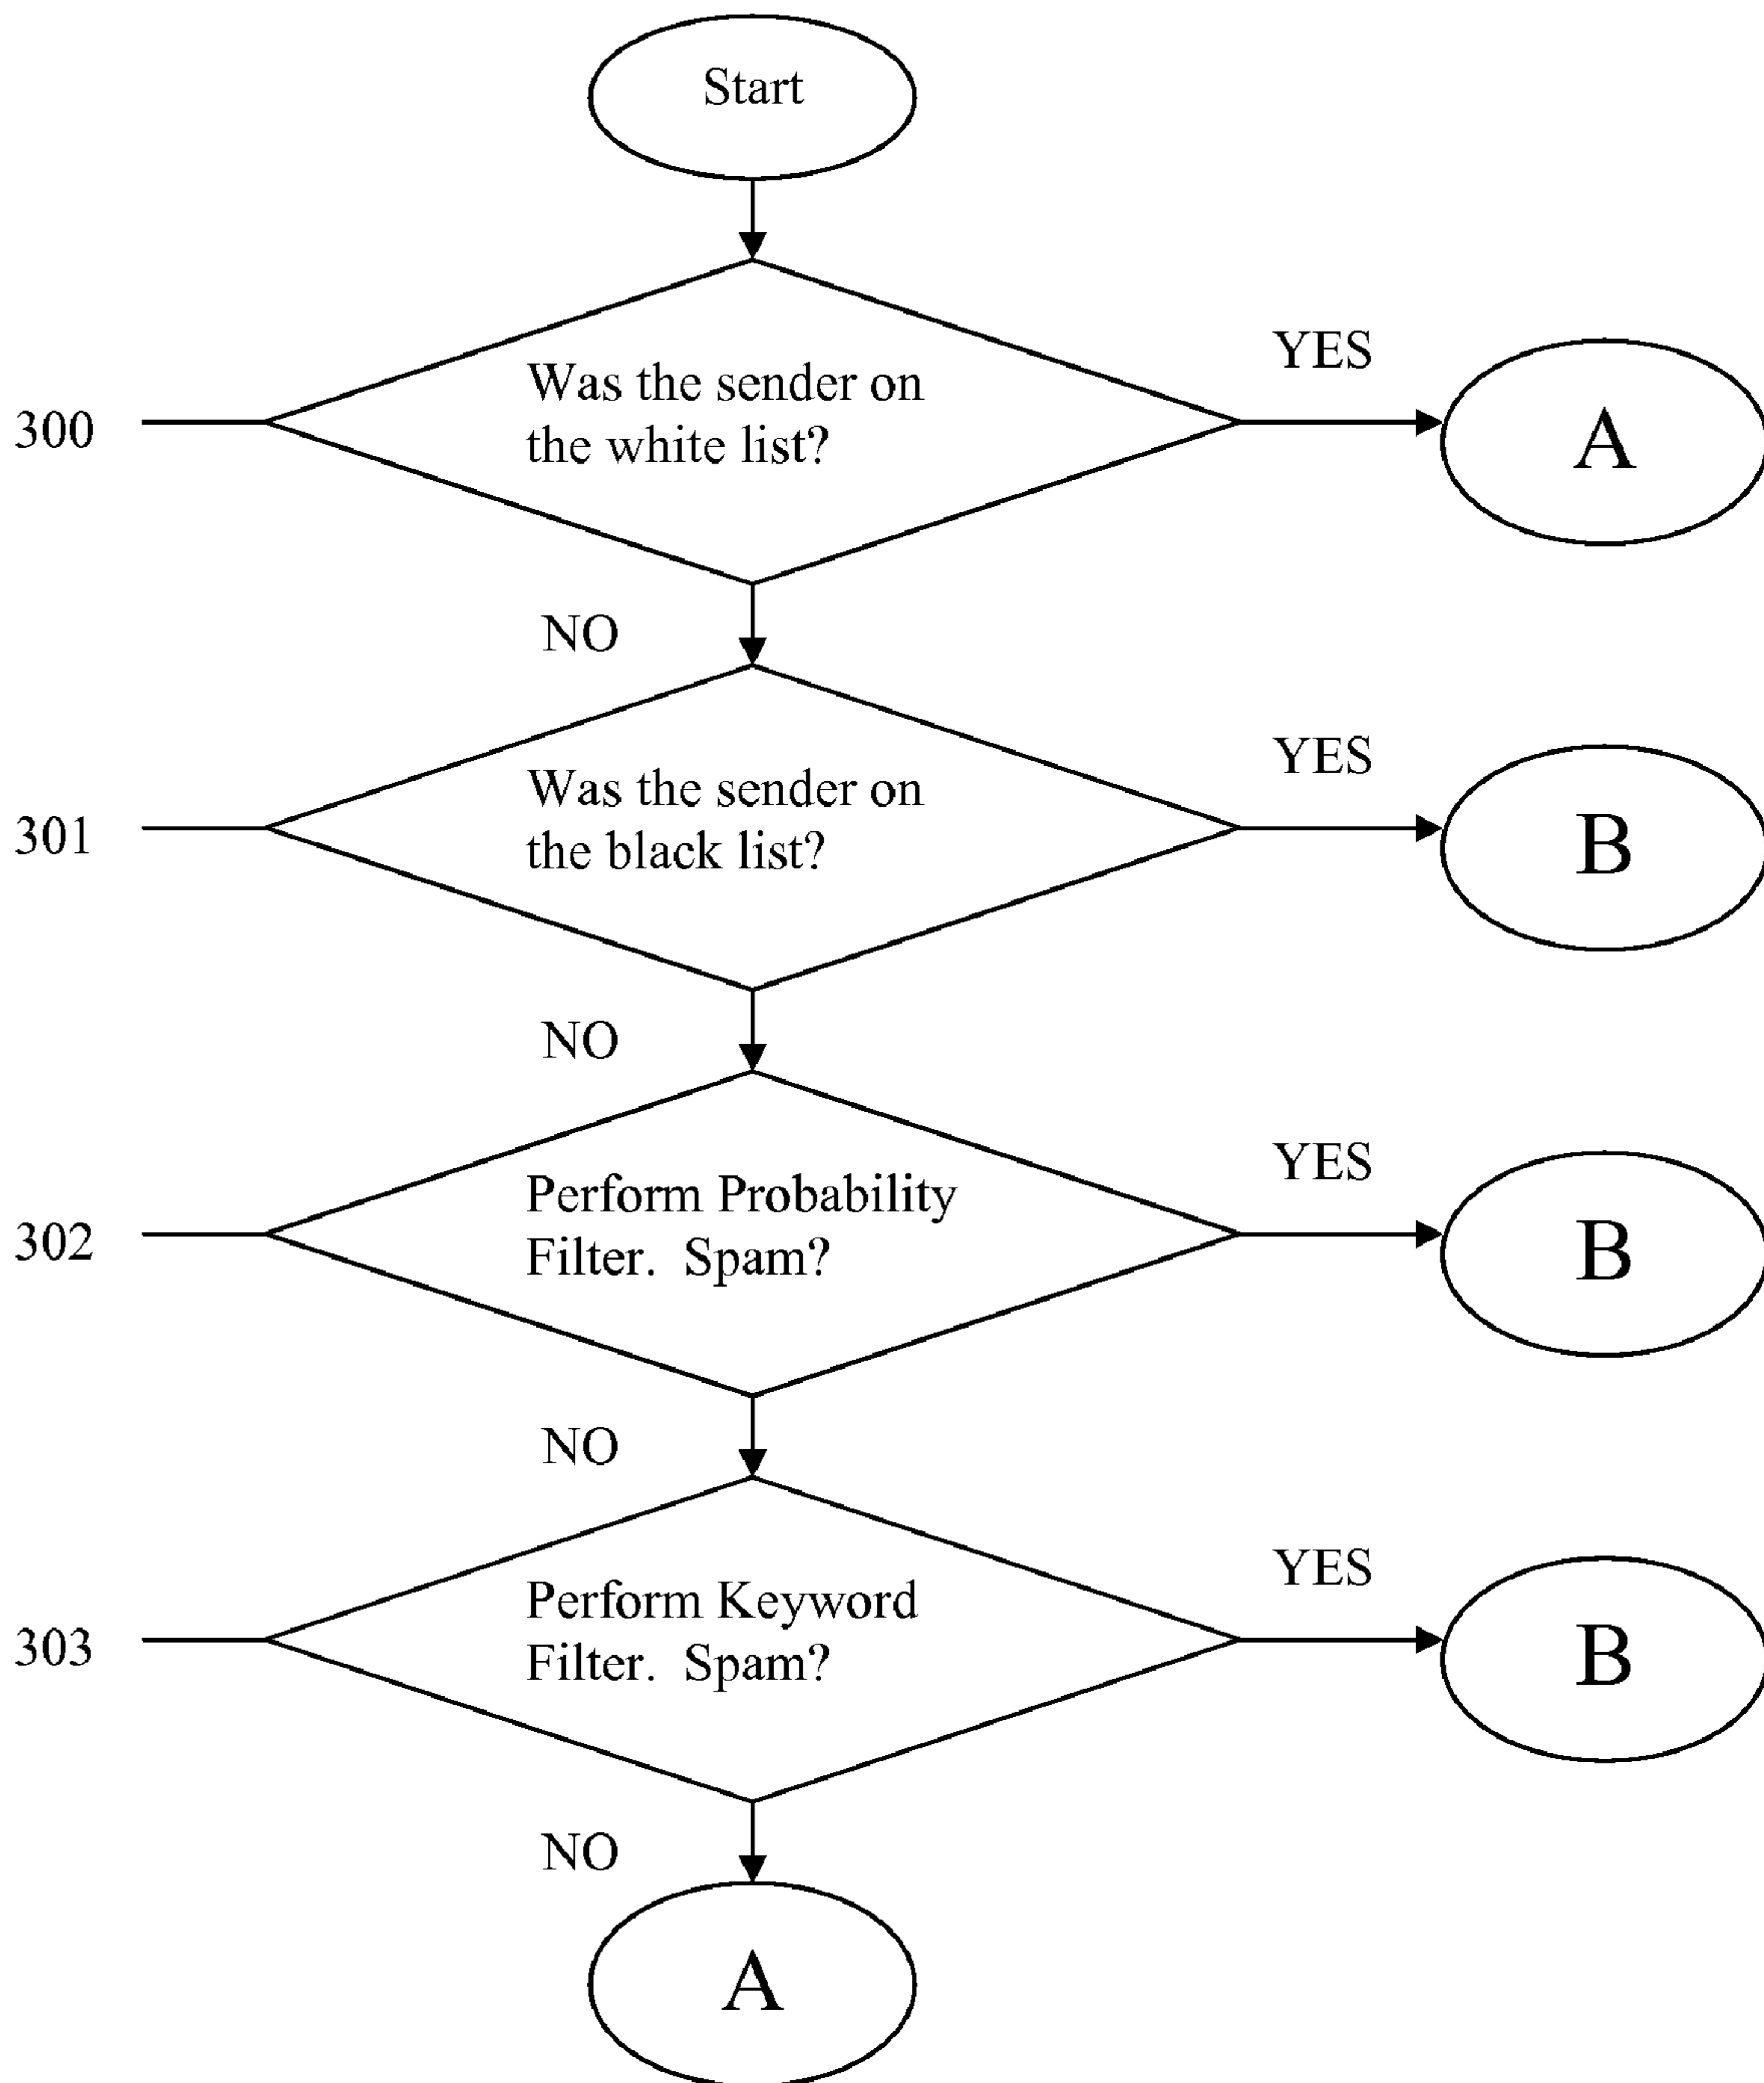 Start
YES
Was the sender on
the white list?
300
A
NO
YES
Was the sender on
the black list?
301
B
NO
YES
Perform Probability
Filter.  Spam?
302
B
NO
YES
Perform Keyword
Filter.  Spam?
303
B
NO
A